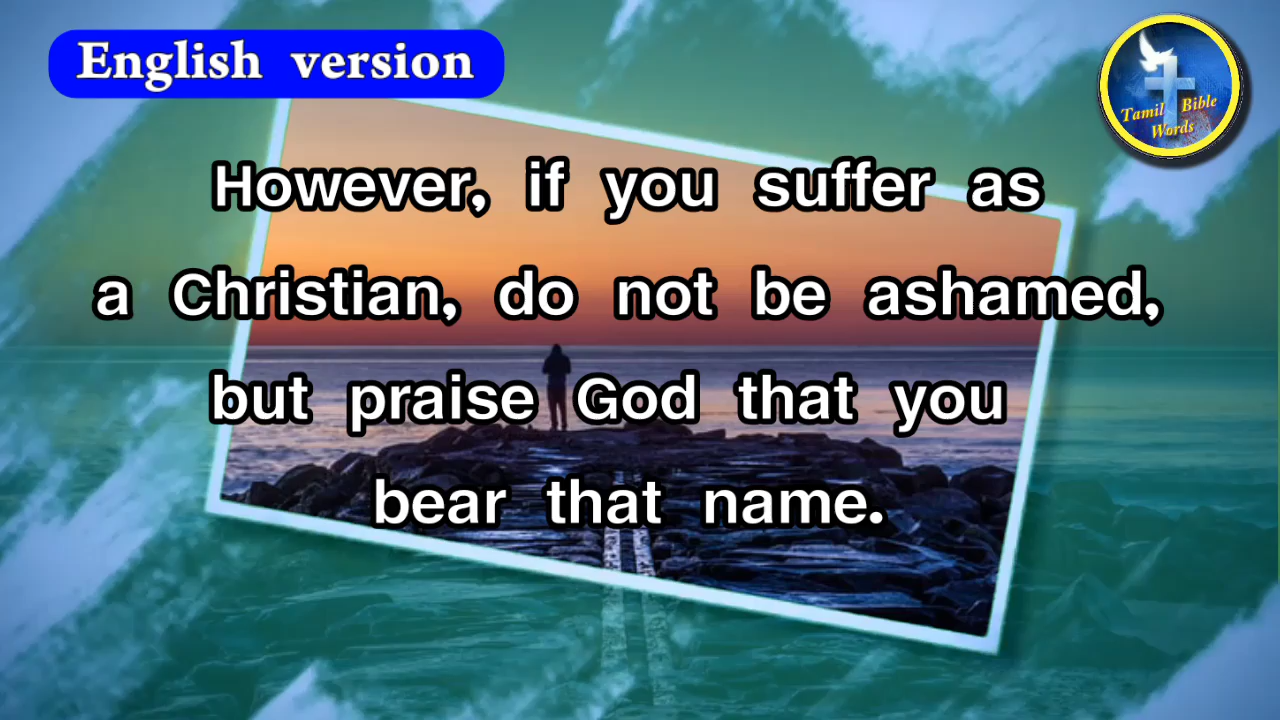 English version
Tamil Bible
Words
However, if you suffer as
a Christian, do not be ashamed,
but praise God that you
bear that name.